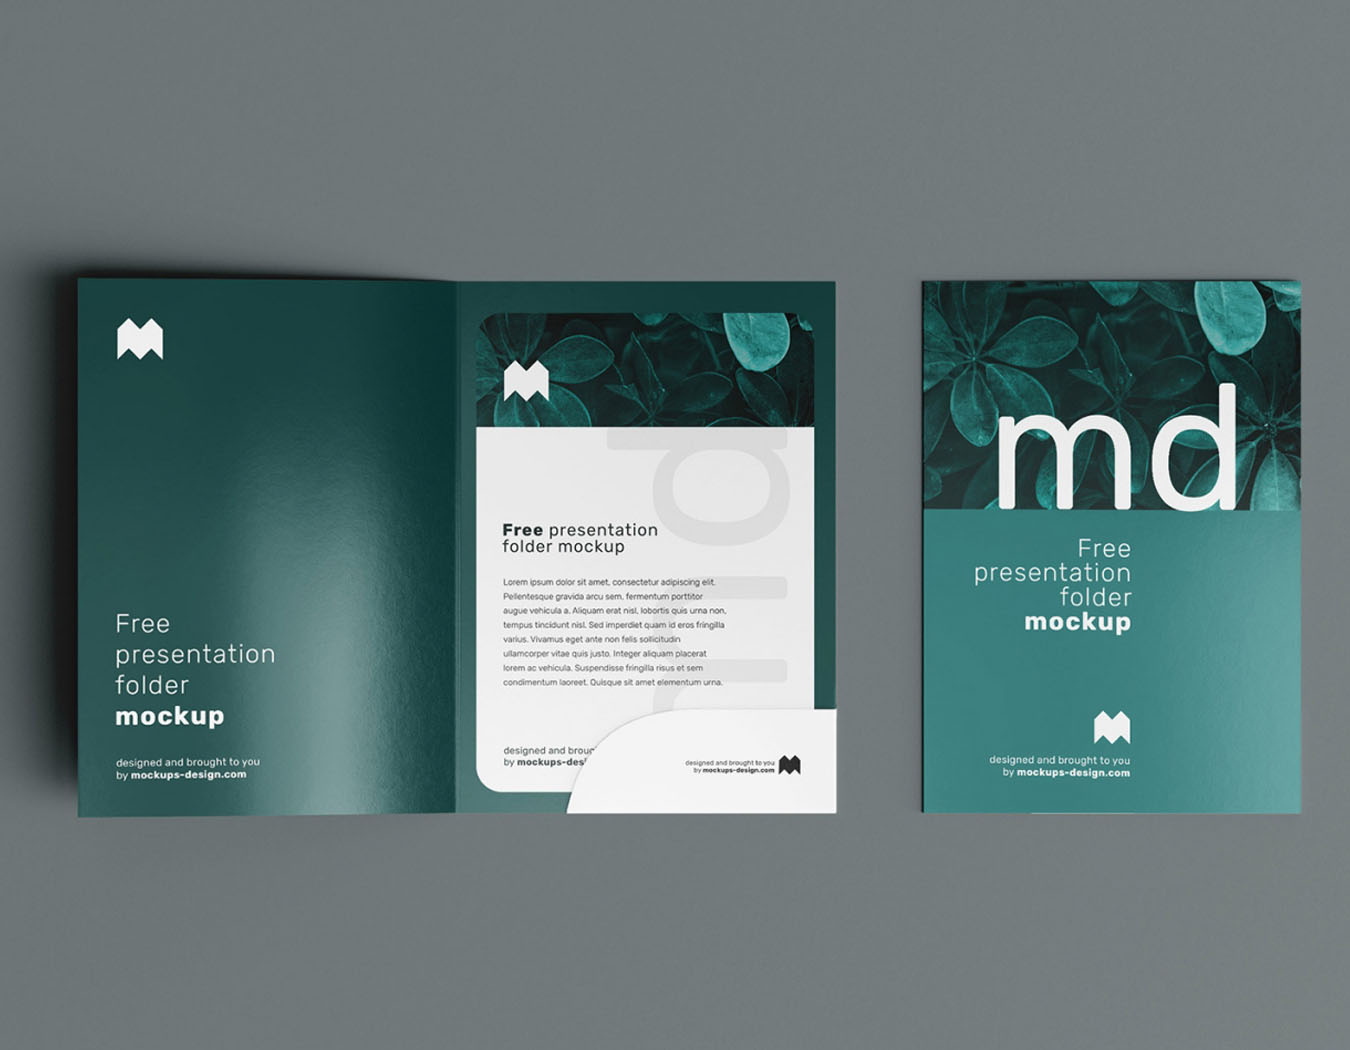 Free
presentation
folder
mockup
designed and brought to you
by mockups-design.com
Free presentation
folder mockup
Lorem ipsum dolor sit amet, consectetur adipiscing elit.
Pellentesque gravida arcu sem, fermentum porttitor
augue vehicula a. Aliquam erat nisl, lobortis quis urna non,
tempus tincidunt nisl. Sed imperdiet quam id eros fringilla
varius. Vivamus eget ante non felis sollicitudin
ullamcorper vitae quis justo. Integer aliquam placerat
lorem ac vehicula. Suspendisse fringilla risus et sem
condimentum laoreet. Quisque sit amet elementum urna.
md
designed and
by
designed and brought to you
by mockups-design.com
md
Free
presentation
folder
mockup
designed and brought to you
by mockups-design.com